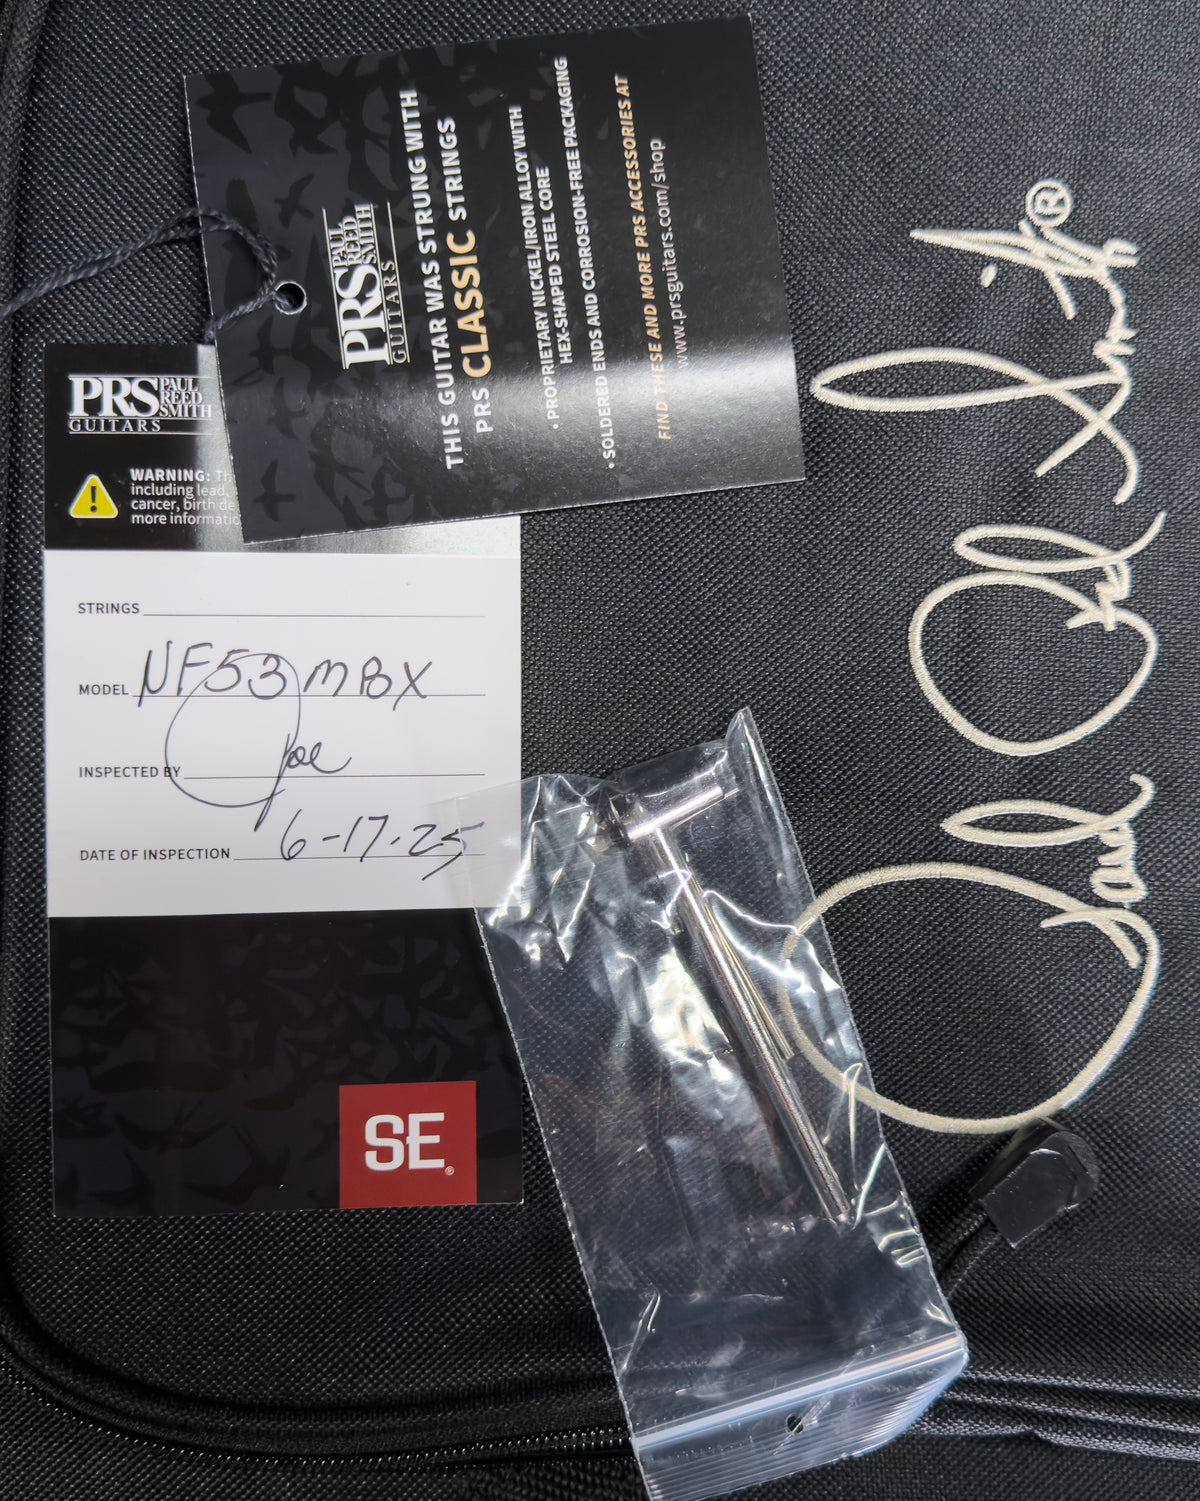 PRS PAUL REED SMITH
GUITARS
THIS GUITAR WAS STRUNG WITH
PRS CLASSIC STRINGS
• PROPRIETARY NICKEL/IRON ALLOY WITH
HEX-SHAPED STEEL CORE
• SOLDERED ENDS AND CORROSION-FREE PACKAGING
FIND THESE AND MORE PRS ACCESSORIES AT
www.prsguitars.com/shop
PRS PAUL REED SMITH
GUITARS
WARNING: Th
including lead,
cancer, birth de
more informatio
STRINGS
MODEL NF53 MBX
INSPECTED BY Joe
DATE OF INSPECTION 6-17-25
SE®
Paul Reed Smith®